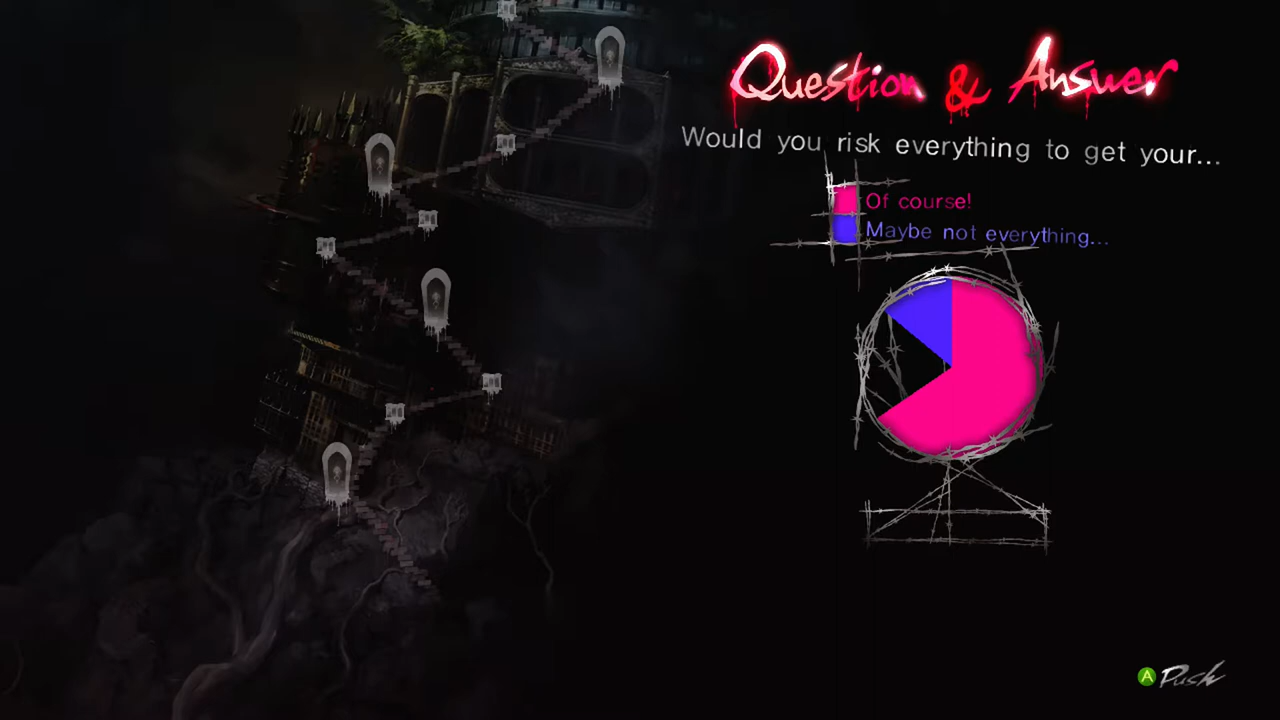 Question & Answer
Would you risk everything to get your...
Of course!
Maybe not everything...
A Push